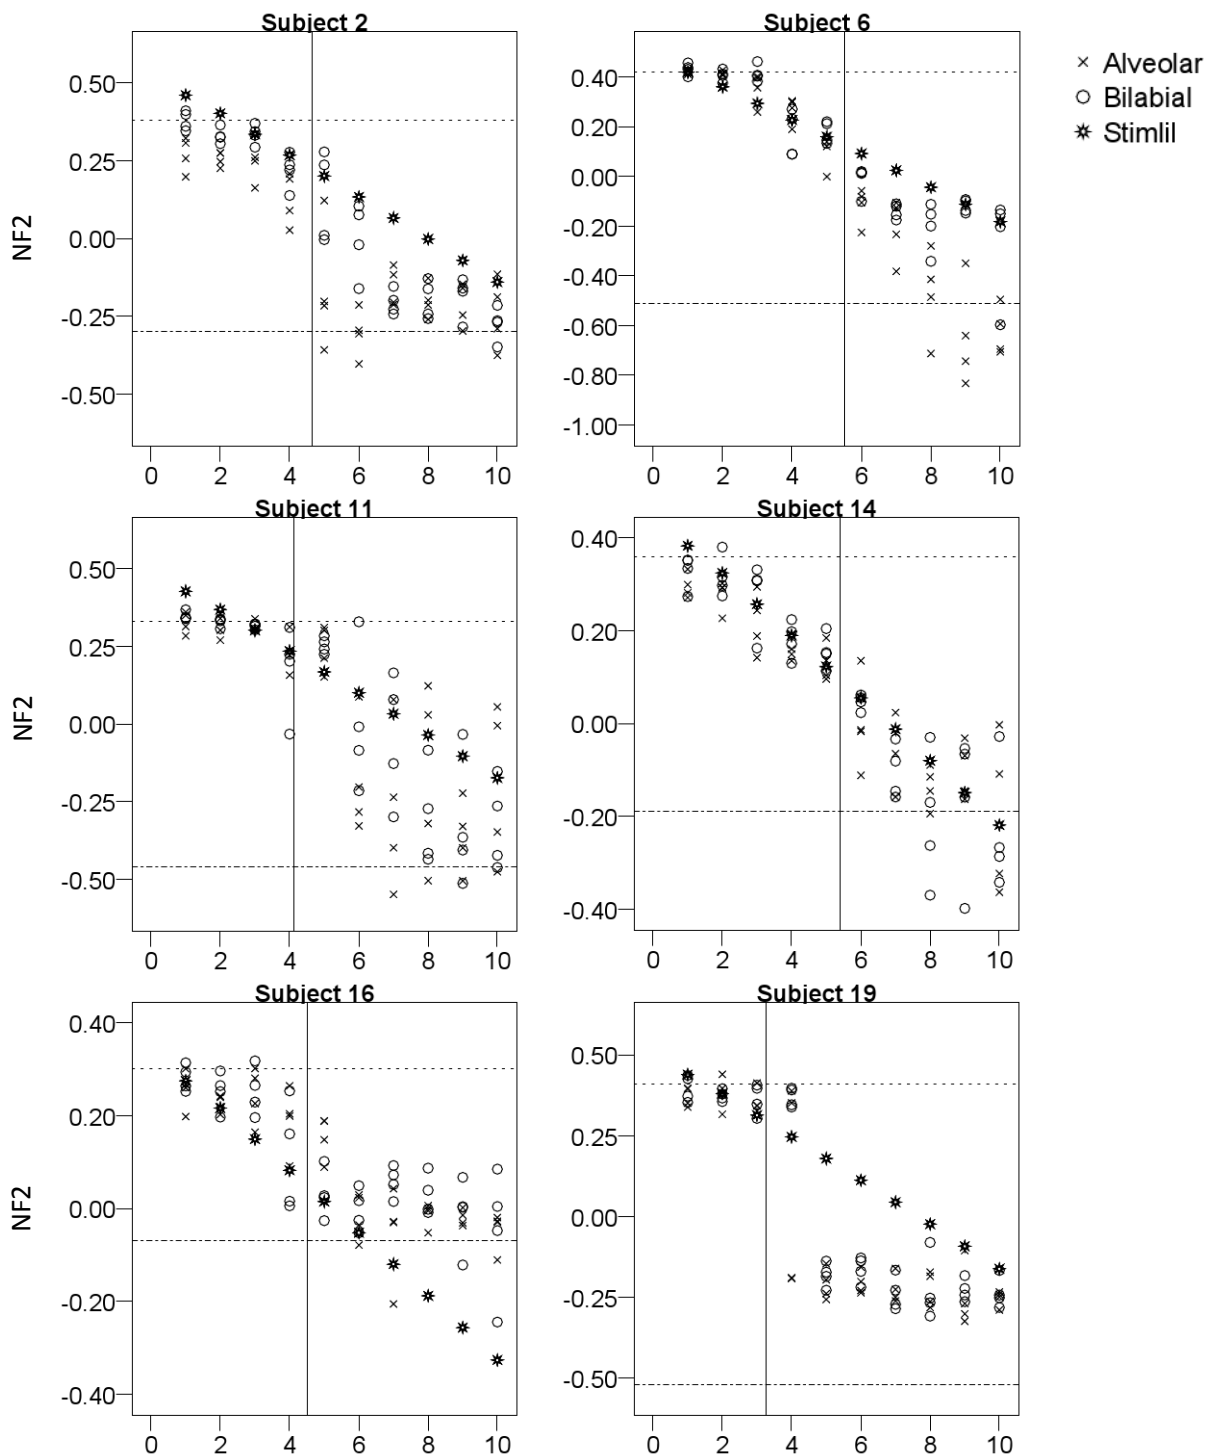 Subject 2
Subject 6
× Alveolar
○ Bilabial
Stimlil
NF2
0.50
0.25
0.00
-0.25
-0.50
0 2 4 6 8 10
0.40
0.20
0.00
-0.20
-0.40
-0.60
-0.80
-1.00
0 2 4 6 8 10
Subject 11
Subject 14
NF2
0.50
0.25
0.00
-0.25
-0.50
0 2 4 6 8 10
0.40
0.20
0.00
-0.20
-0.40
0 2 4 6 8 10
Subject 16
Subject 19
NF2
0.40
0.20
0.00
-0.20
-0.40
0 2 4 6 8 10
0.50
0.25
0.00
-0.25
-0.50
0 2 4 6 8 10